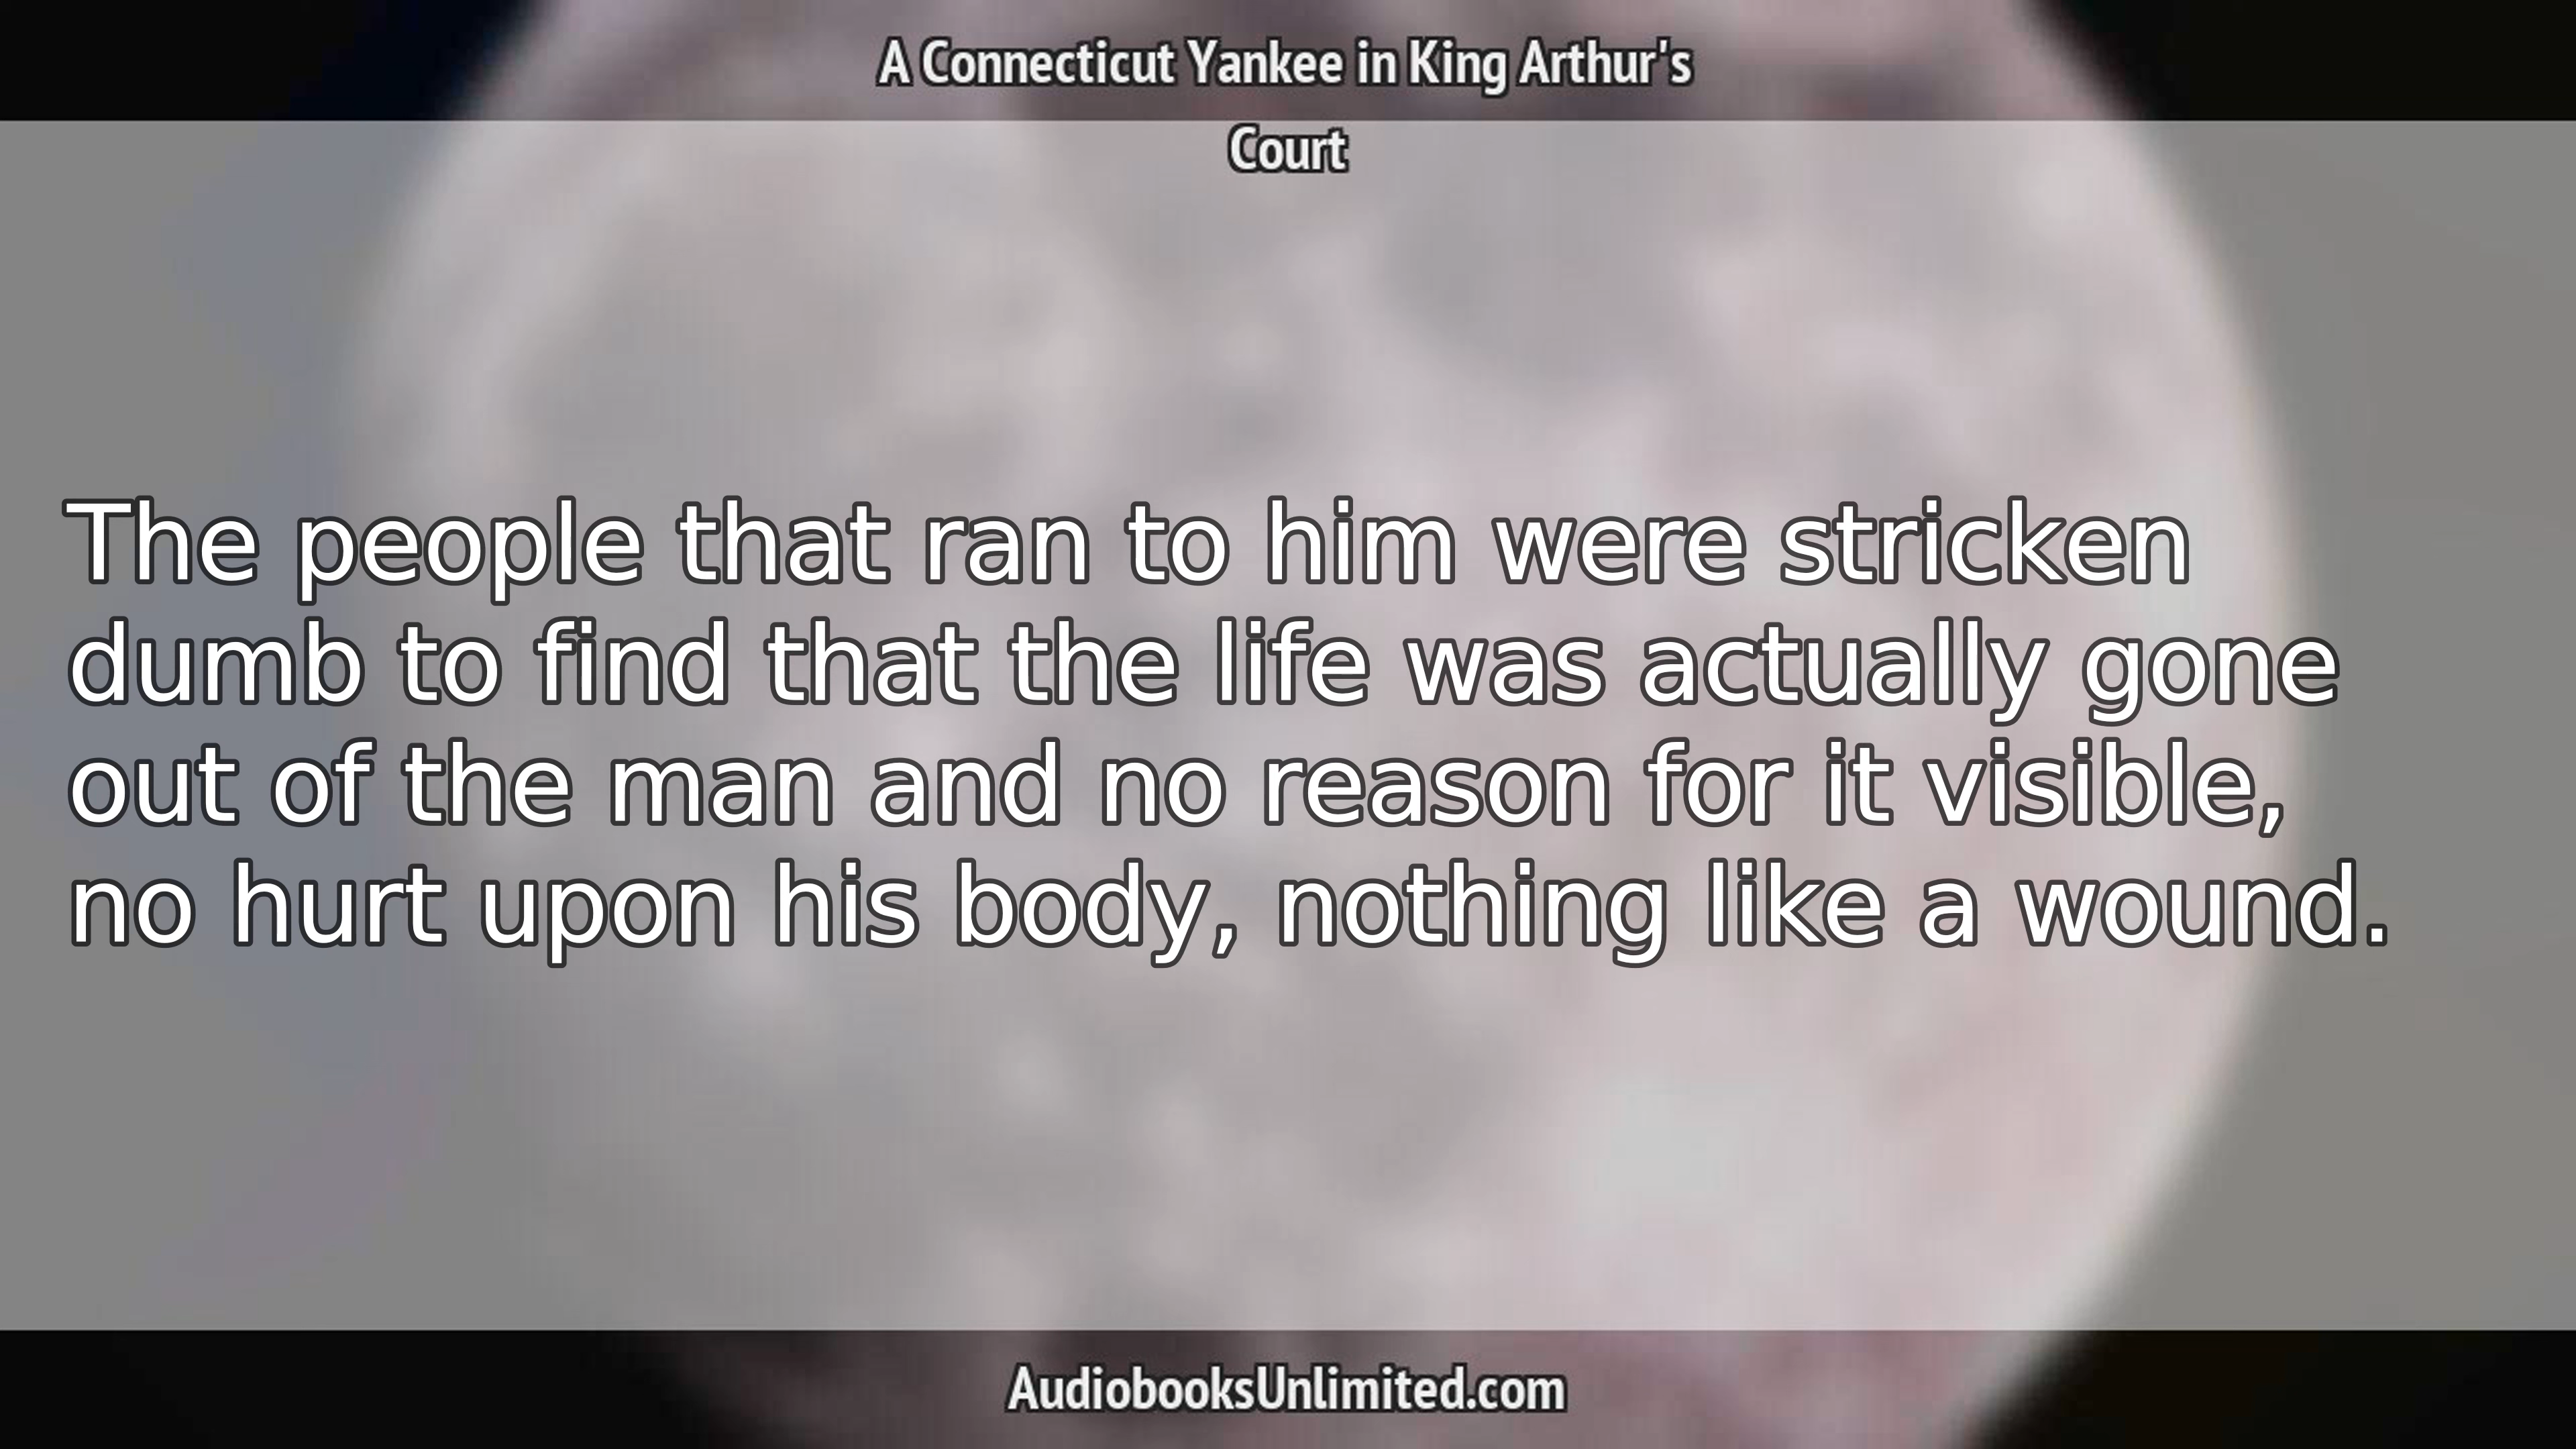 A Connecticut Yankee in King Arthur's
Court
The people that ran to him were stricken
dumb to find that the life was actually gone
out of the man and no reason for it visible,
no hurt upon his body, nothing like a wound.
AudiobooksUnlimited.com